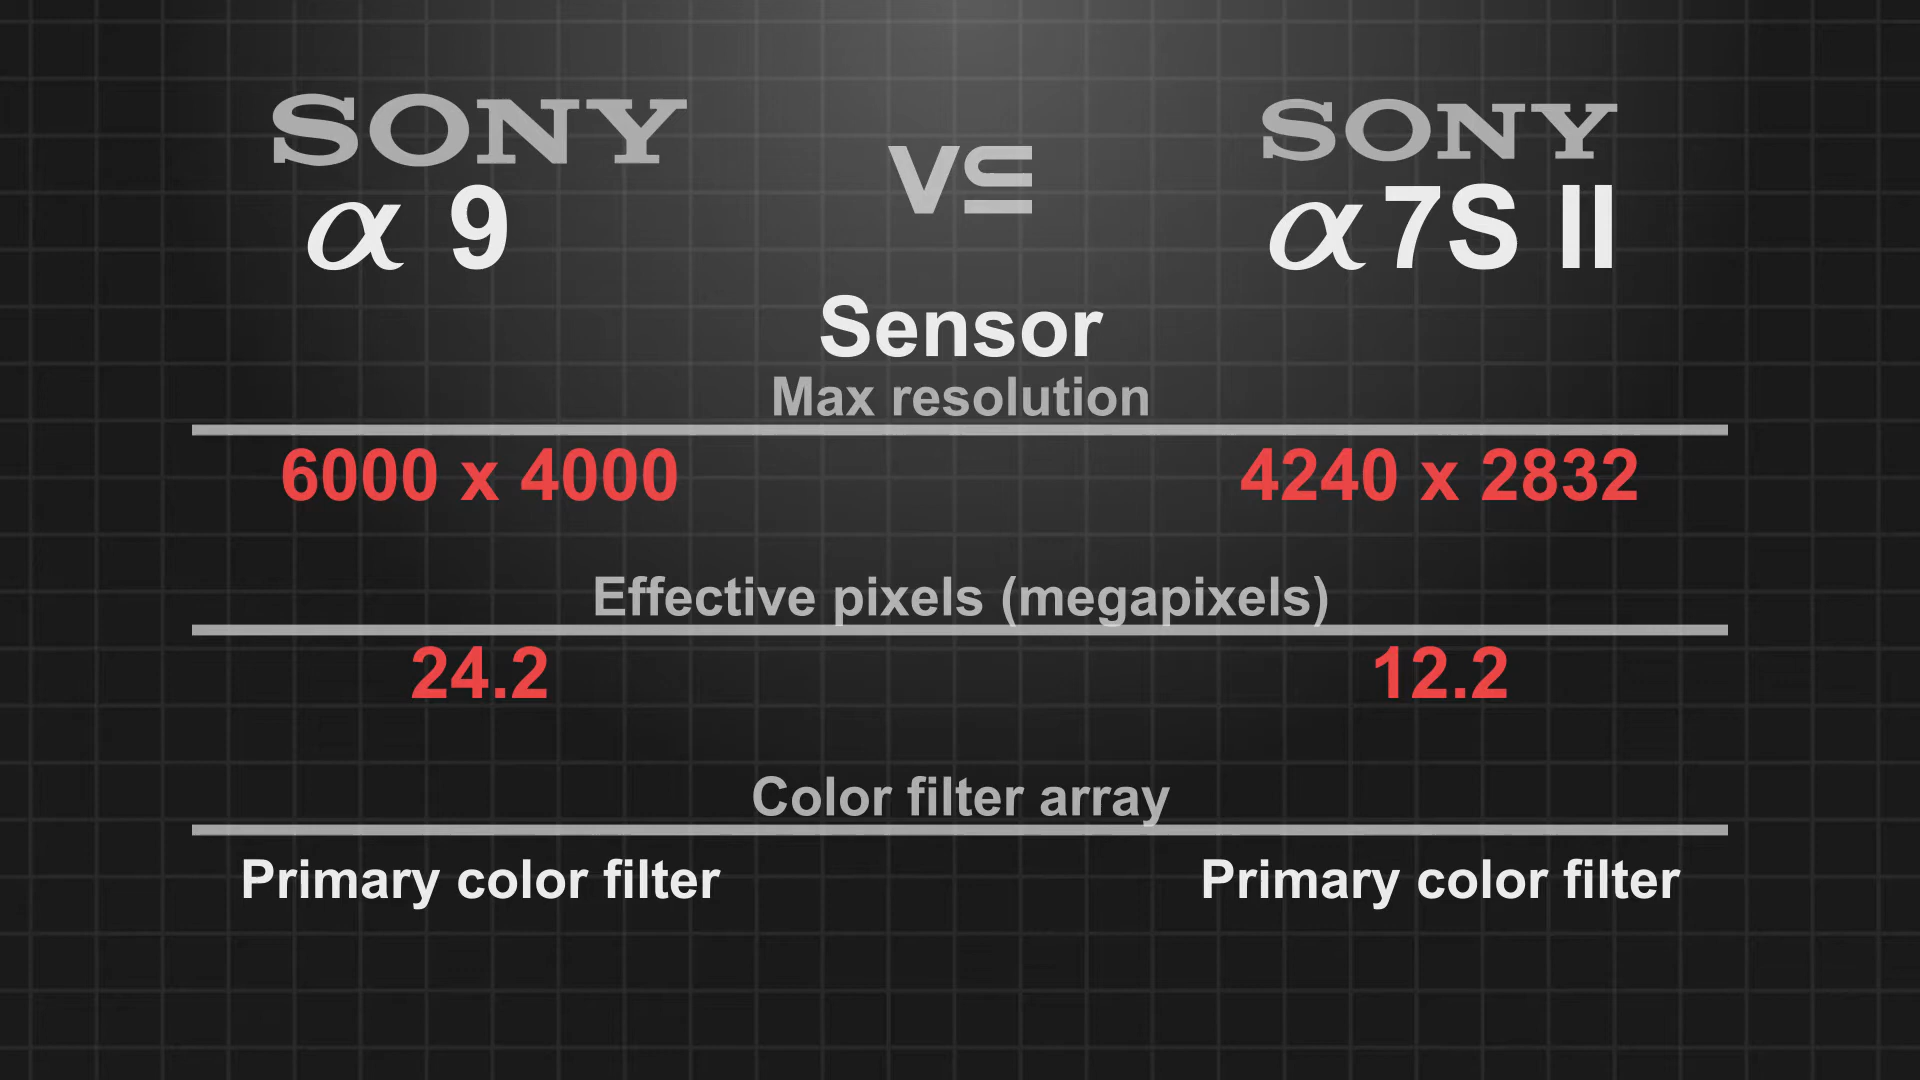 SONY SONY
α 9 VS α7S II
Sensor
Max resolution
6000 x 4000 4240 x 2832
Effective pixels (megapixels)
24.2 12.2
Color filter array
Primary color filter Primary color filter